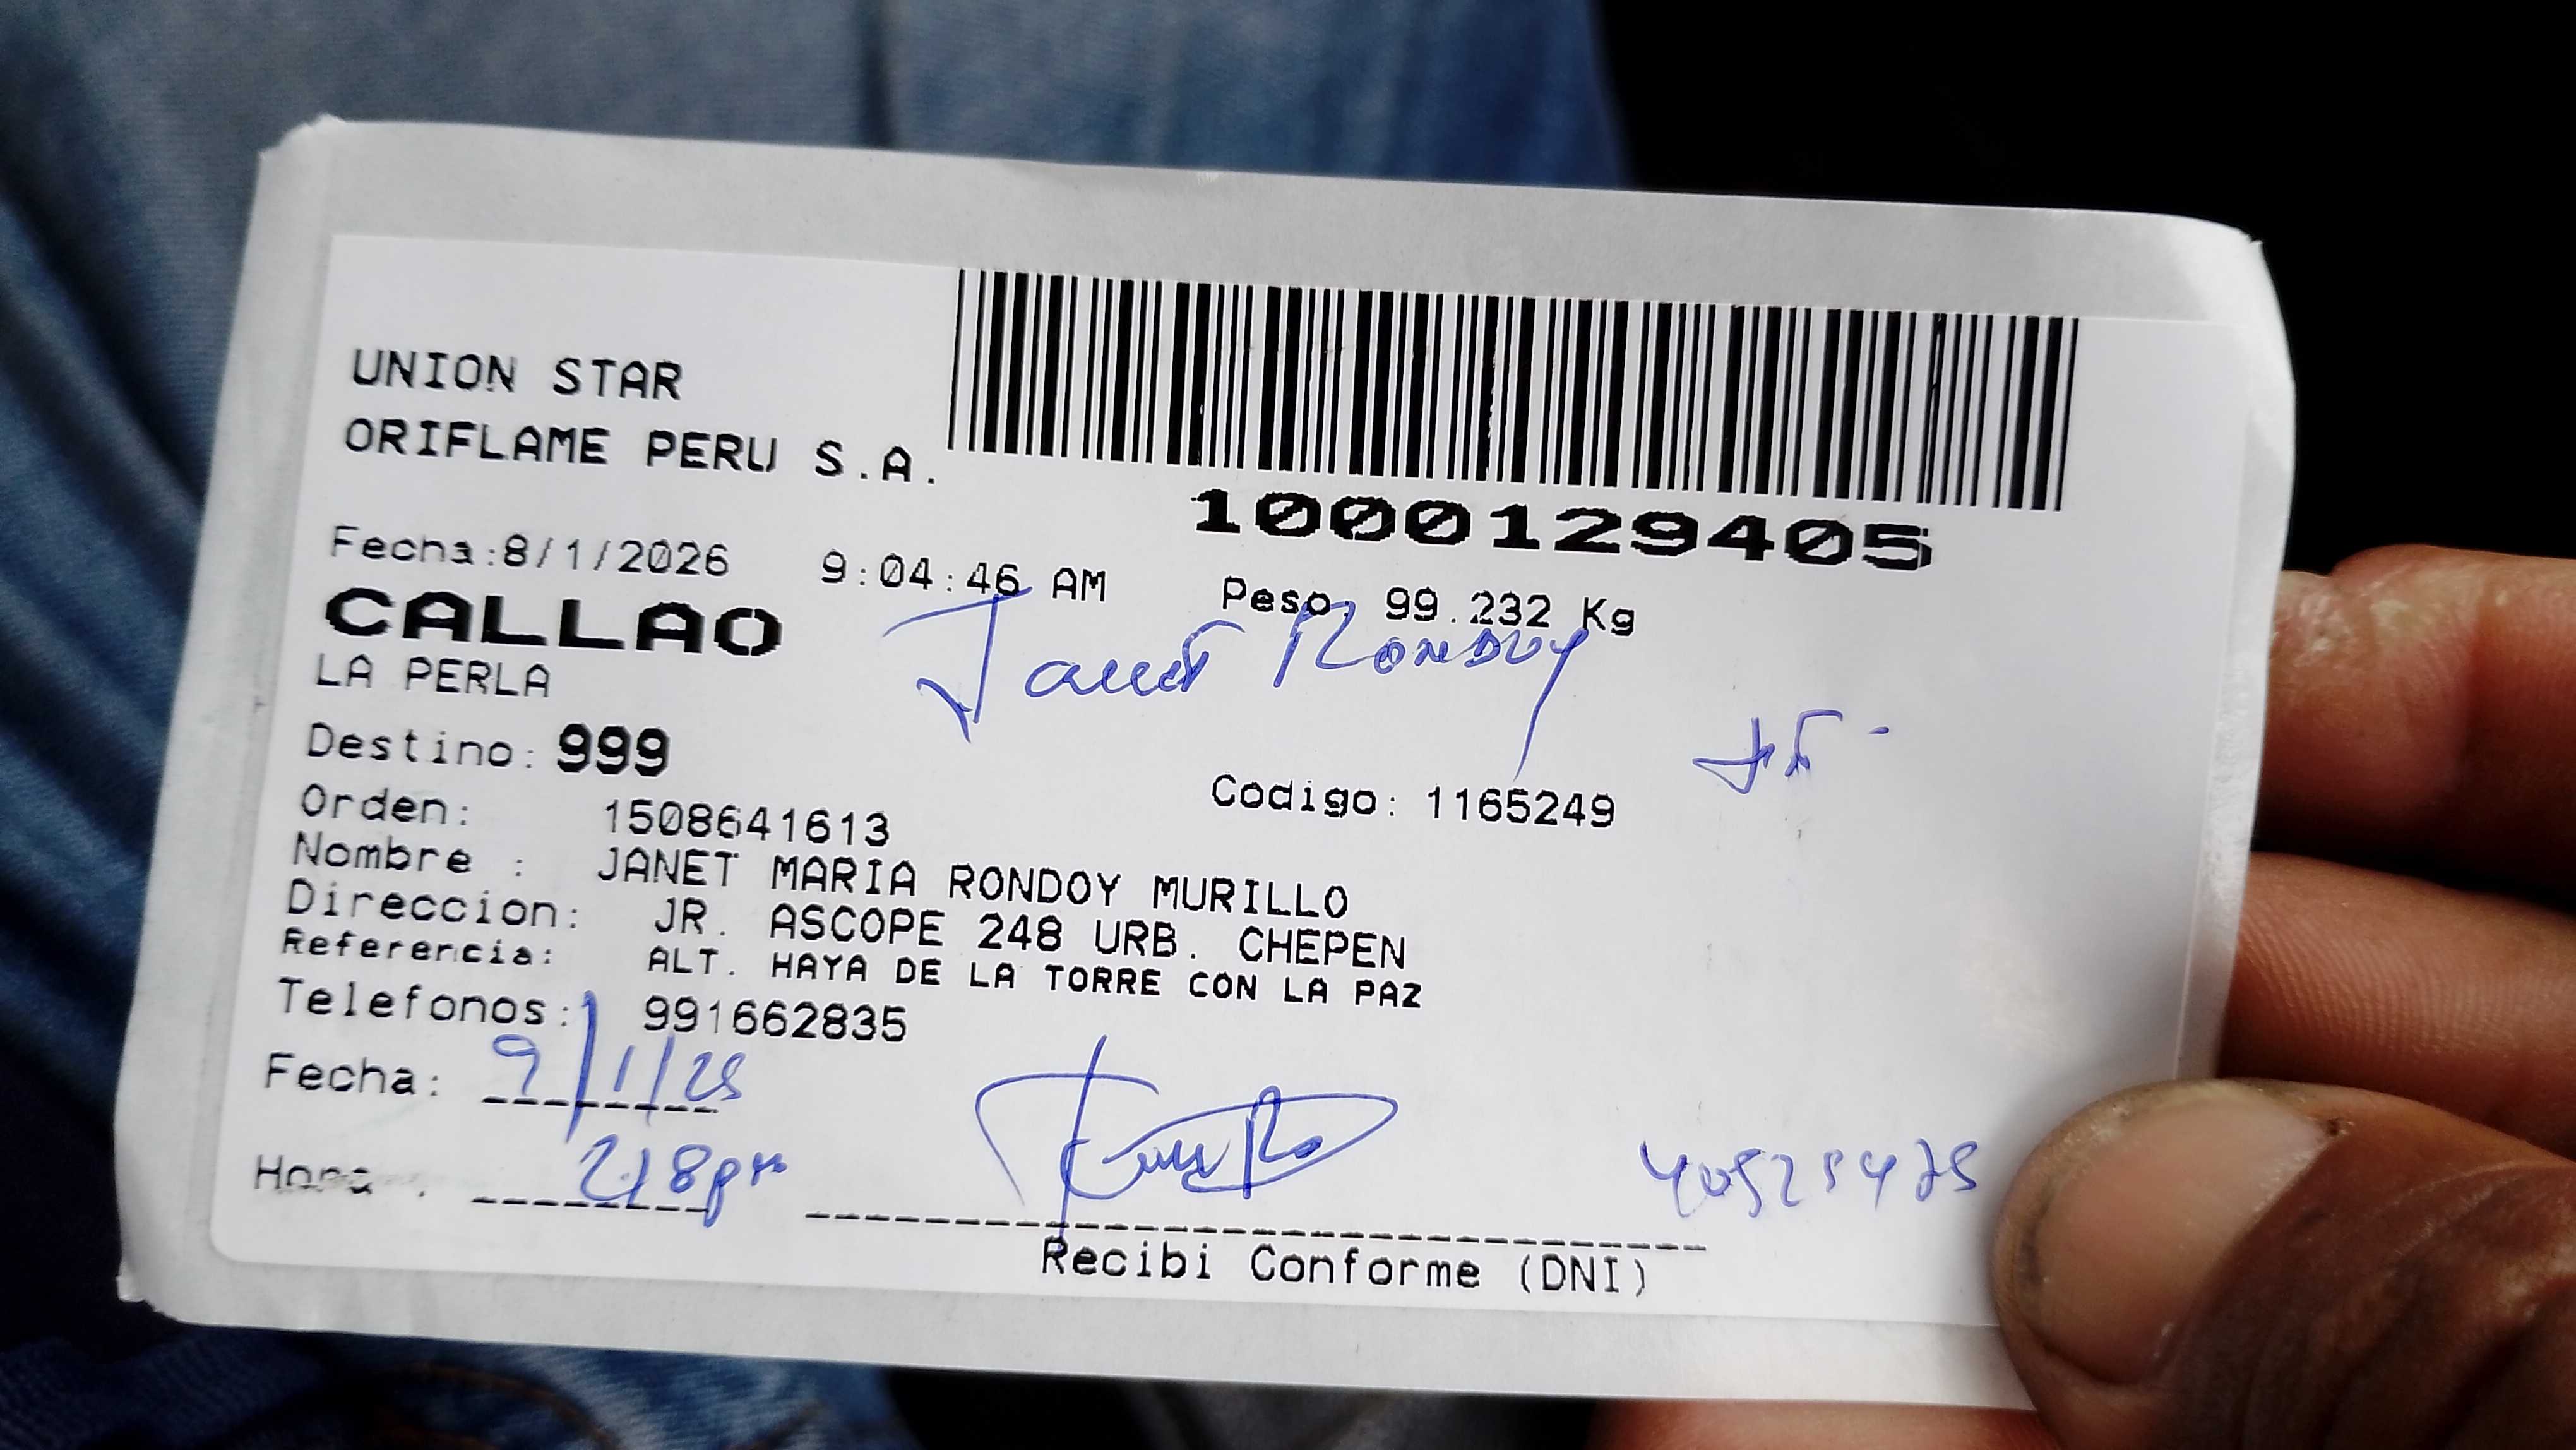 UNION STAR
ORIFLAME PERU S.A.
1000129405
Fecha:8/1/2026 9:04:46 AM Peso: 99.232 Kg
CALLAO
Janet Rondoy
LA PERLA
Destino: 999
Orden: 1508641613 Codigo: 1165249
Nombre : JANET MARIA RONDOY MURILLO
Direccion: JR. ASCOPE 248 URB. CHEPEN
Referencia: ALT. HAYA DE LA TORRE CON LA PAZ
Telefonos: 991662835
Fecha: 9/1/25
Hora : 2:18pm
Recibi Conforme (DNI)